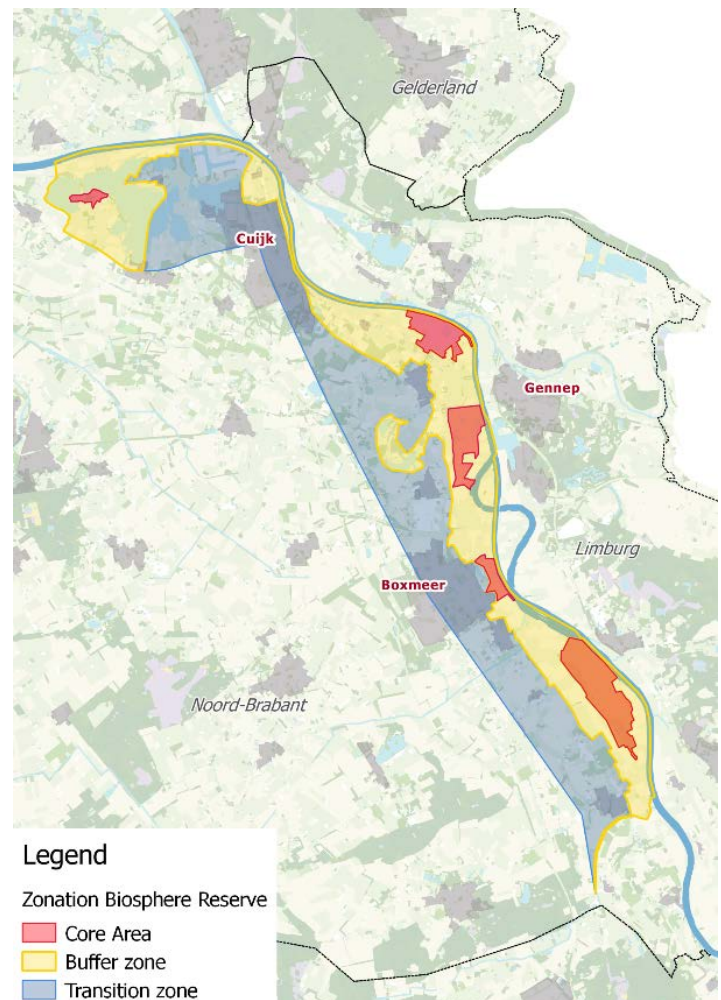 Gelderland
Cuijk
Gennep
Limburg
Boxmeer
Noord-Brabant
Legend
Zonation Biosphere Reserve
Core Area
Buffer zone
Transition zone